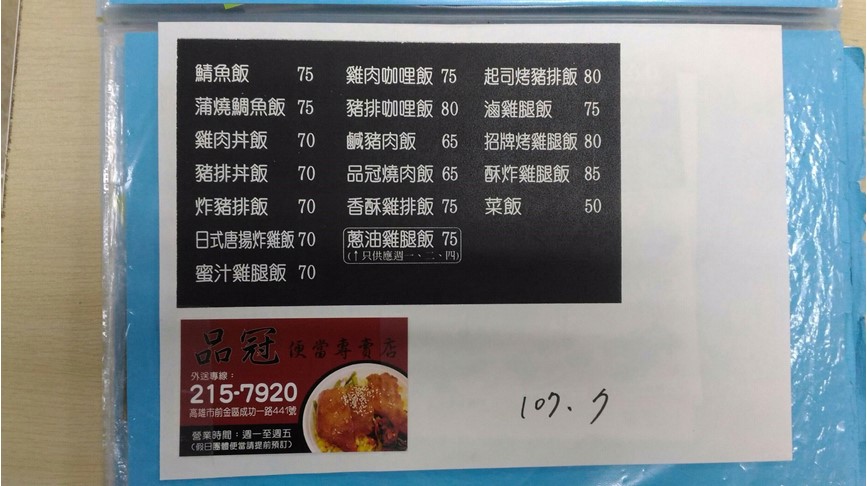 鯖魚飯 75
蒲燒鯛魚飯 75
雞肉丼飯 70
豬排丼飯 70
炸豬排飯 70
日式唐揚炸雞飯 70
蜜汁雞腿飯 70
雞肉咖哩飯 75
豬排咖哩飯 80
鹹豬肉飯 65
品冠燒肉飯 65
香酥雞排飯 75
蔥油雞腿飯 75
(↑只供應週一、二、四)
起司烤豬排飯 80
滷雞腿飯 75
招牌烤雞腿飯 80
酥炸雞腿飯 85
菜飯 50
品冠 便當專賣店
外送專線:
215-7920
高雄市前金區成功一路441號
營業時間:週一至週五
(假日團體便當請提前預訂)
107.7